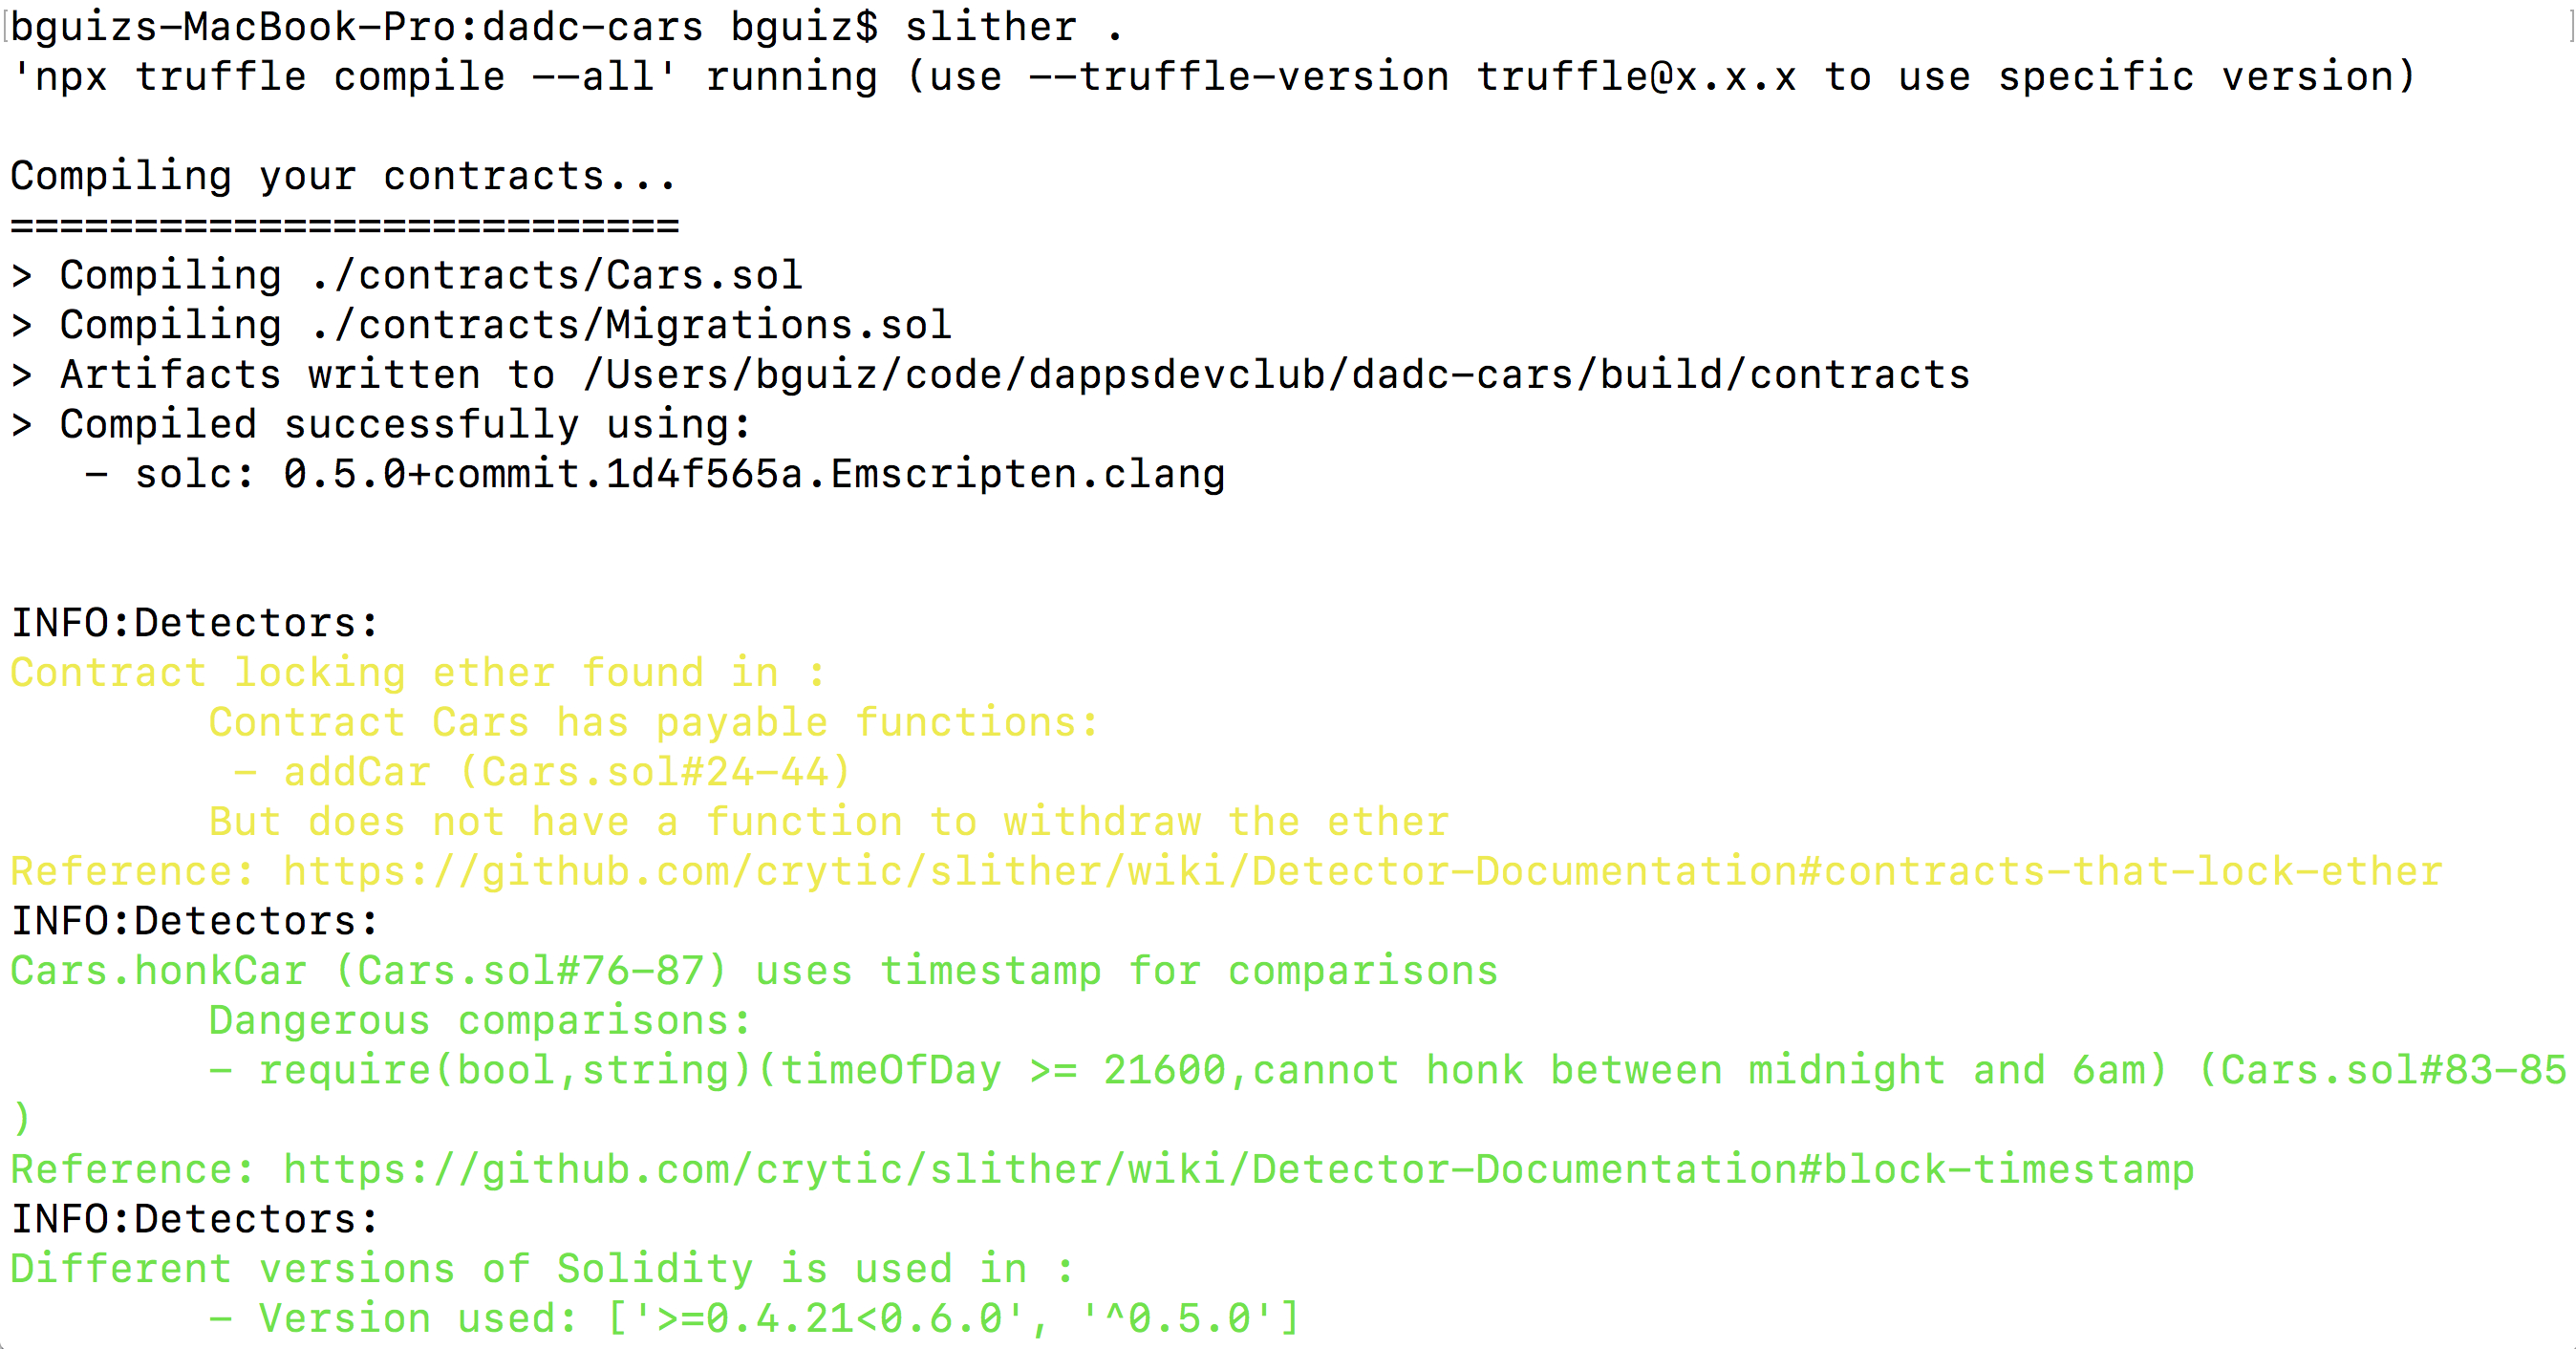 bguizs-MacBook-Pro:dadc-cars bguiz$ slither .
'npx truffle compile --all' running (use --truffle-version truffle@x.x.x to use specific version)
Compiling your contracts...
===========================
> Compiling ./contracts/Cars.sol
> Compiling ./contracts/Migrations.sol
> Artifacts written to /Users/bguiz/code/dappsdevclub/dadc-cars/build/contracts
> Compiled successfully using:
   - solc: 0.5.0+commit.1d4f565a.Emscripten.clang
INFO:Detectors:
Contract locking ether found in :
        Contract Cars has payable functions:
         - addCar (Cars.sol#24-44)
        But does not have a function to withdraw the ether
Reference: https://github.com/crytic/slither/wiki/Detector-Documentation#contracts-that-lock-ether
INFO:Detectors:
Cars.honkCar (Cars.sol#76-87) uses timestamp for comparisons
        Dangerous comparisons:
        - require(bool,string)(timeOfDay >= 21600,cannot honk between midnight and 6am) (Cars.sol#83-85
)
Reference: https://github.com/crytic/slither/wiki/Detector-Documentation#block-timestamp
INFO:Detectors:
Different versions of Solidity is used in :
        - Version used: ['>=0.4.21<0.6.0', '^0.5.0']